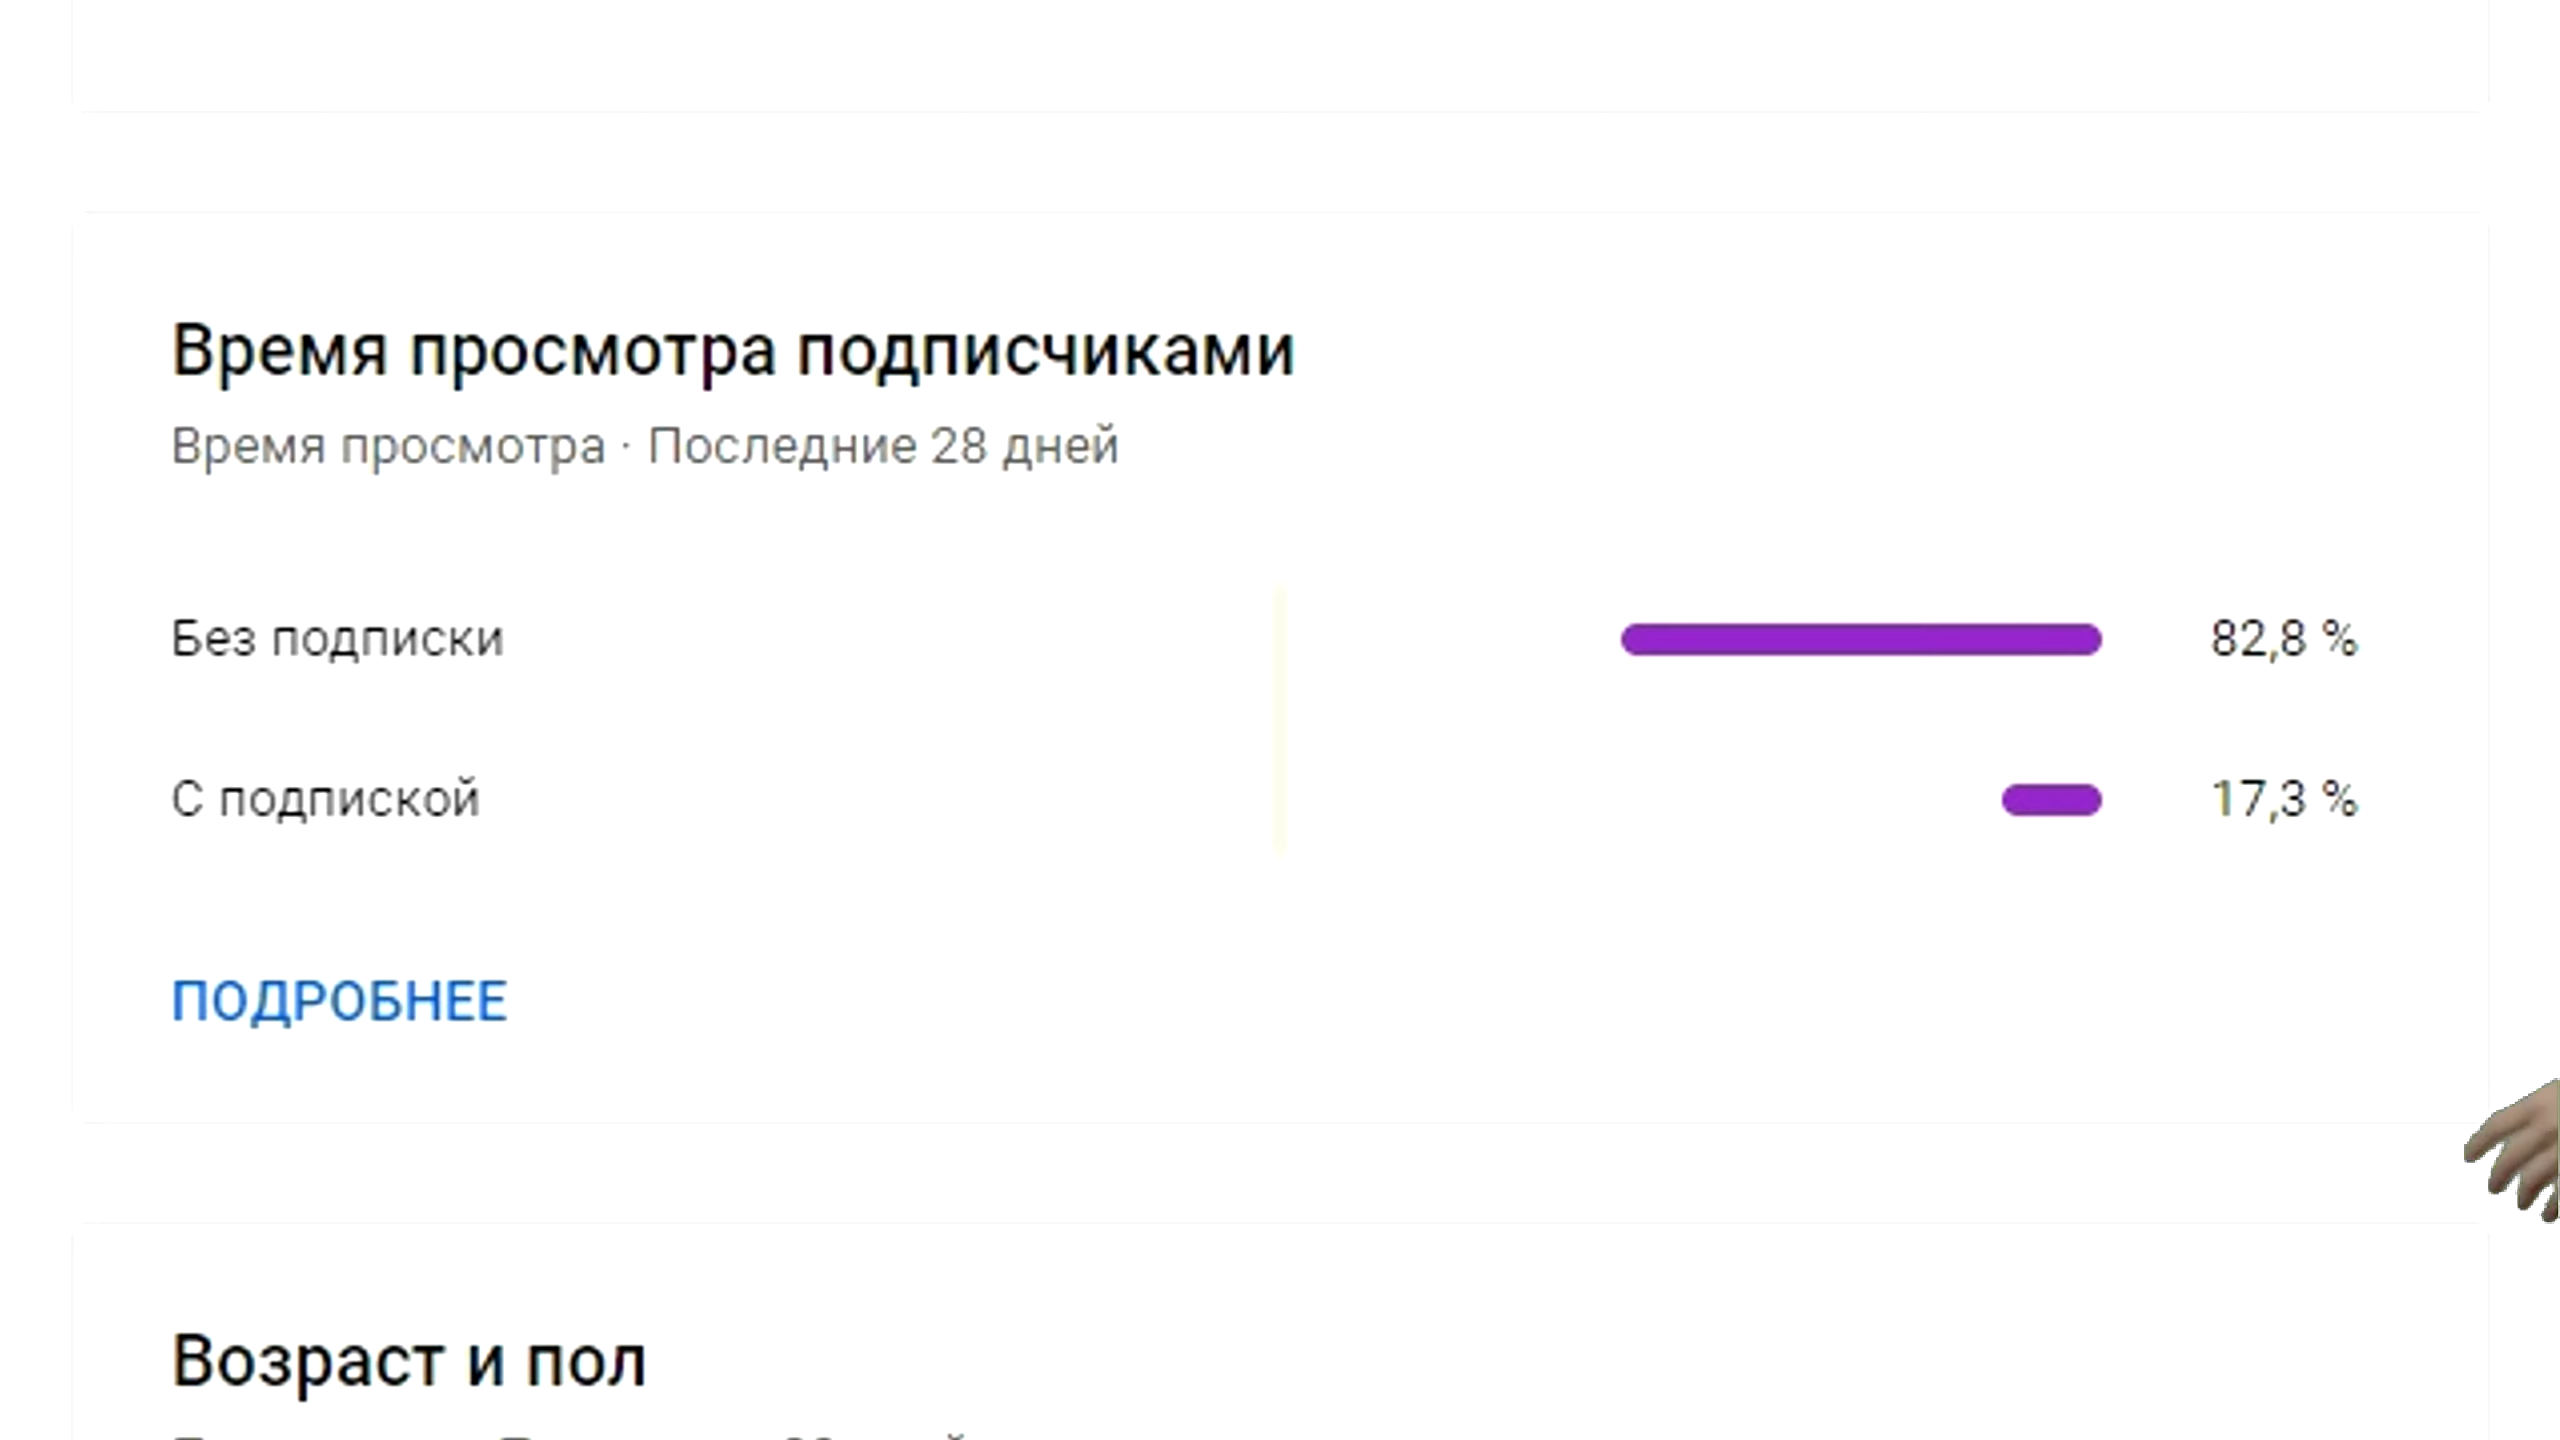 Время просмотра подписчиками
Время просмотра · Последние 28 дней
Без подписки 82,8 %
С подпиской 17,3 %
ПОДРОБНЕЕ
Возраст и пол